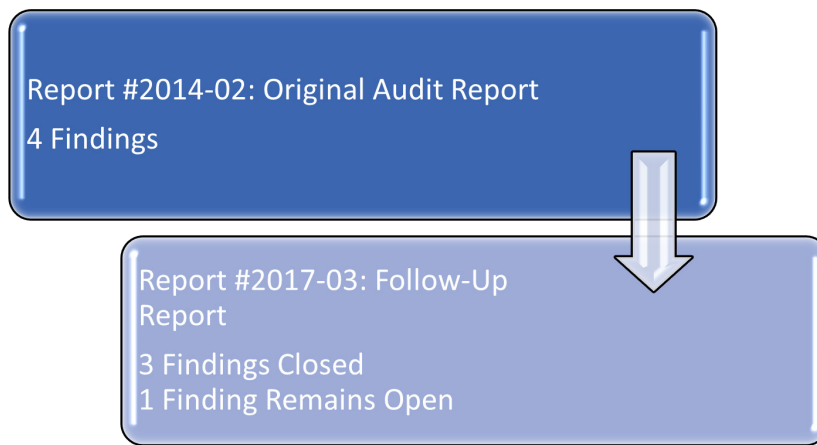 Report #2014-02: Original Audit Report
4 Findings
Report #2017-03: Follow-Up
Report
3 Findings Closed
1 Finding Remains Open